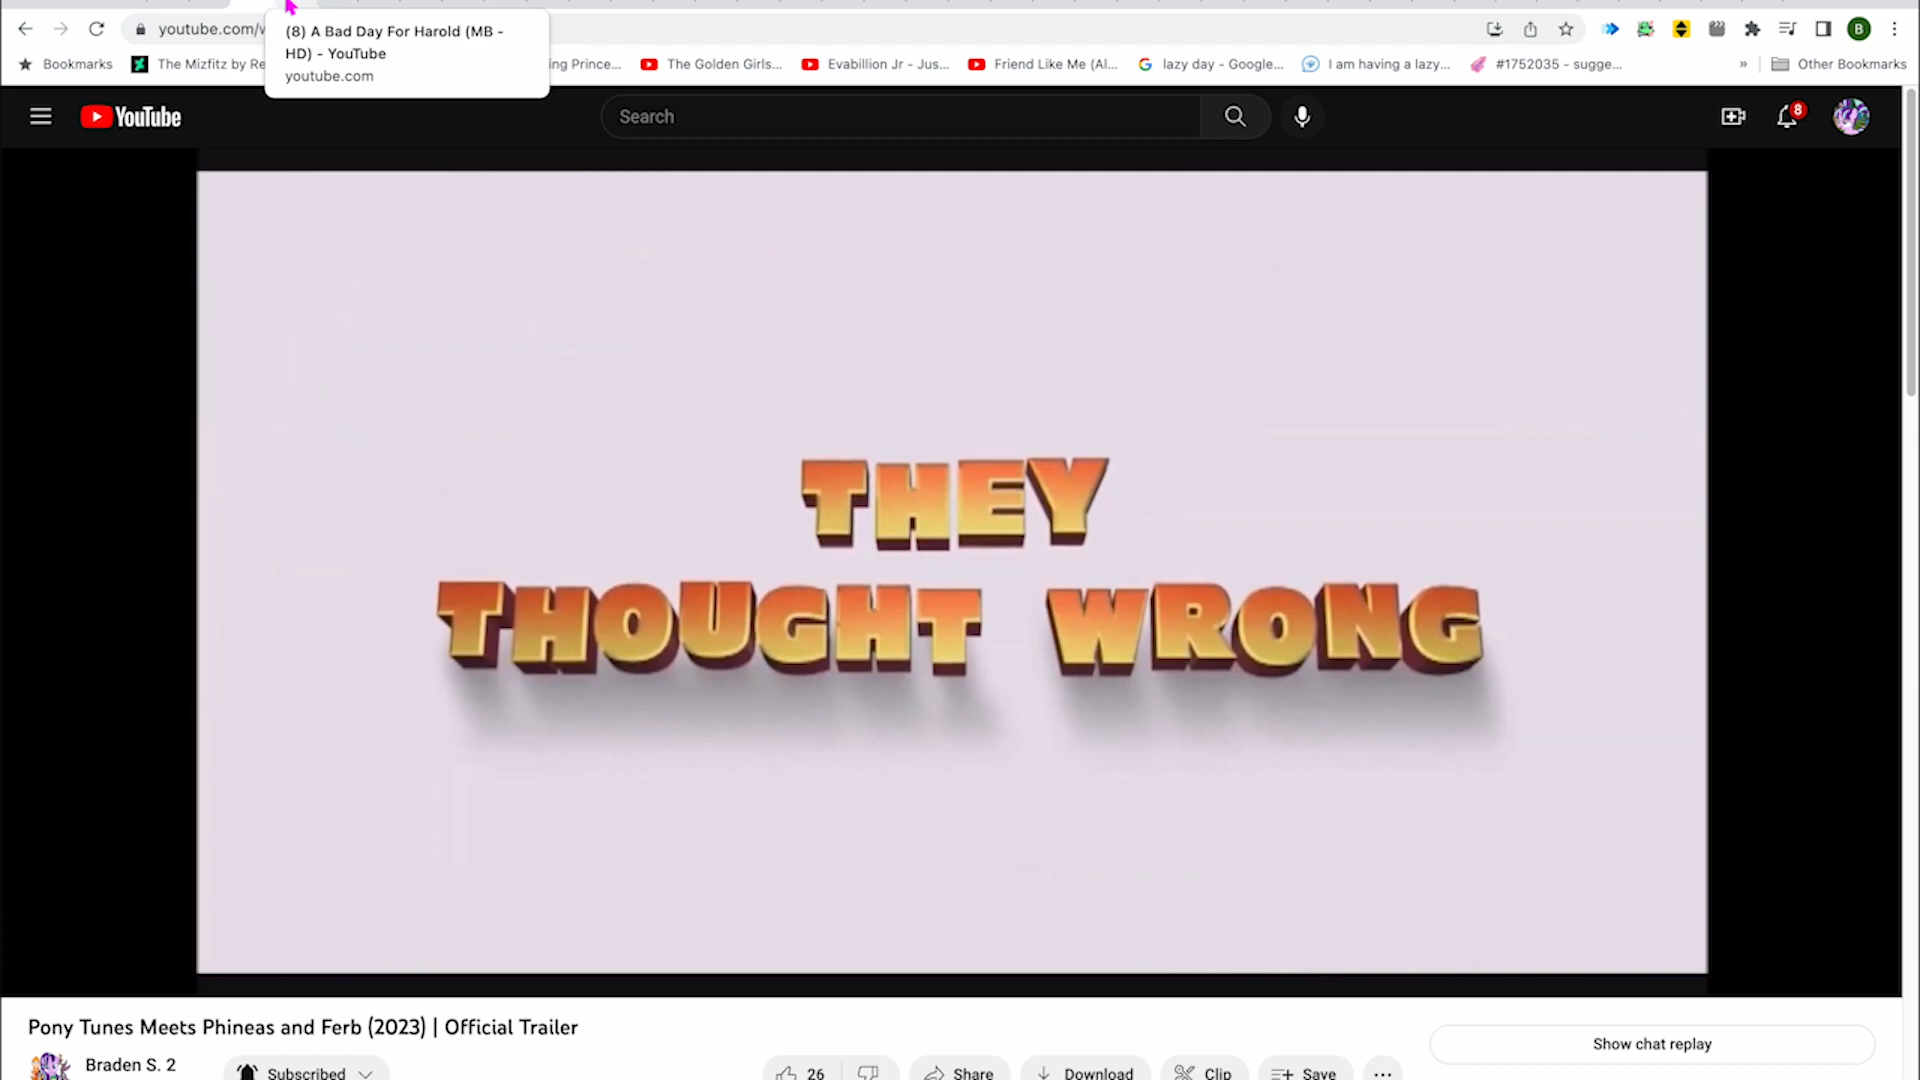 (8) A Bad Day For Harold (MB -
HD) - YouTube
youtube.com
youtube.com/w
B
Bookmarks
The Mizfitz by Re
ing Prince...
The Golden Girls...
Evabillion Jr - Jus...
Friend Like Me (Al...
lazy day - Google...
I am having a lazy...
#1752035 - sugge...
»
Other Bookmarks
YouTube
Search
8
THEY
THOUGHT WRONG
Pony Tunes Meets Phineas and Ferb (2023) | Official Trailer
Show chat replay
Braden S. 2
Subscribed
26
Share
Download
Clip
Save